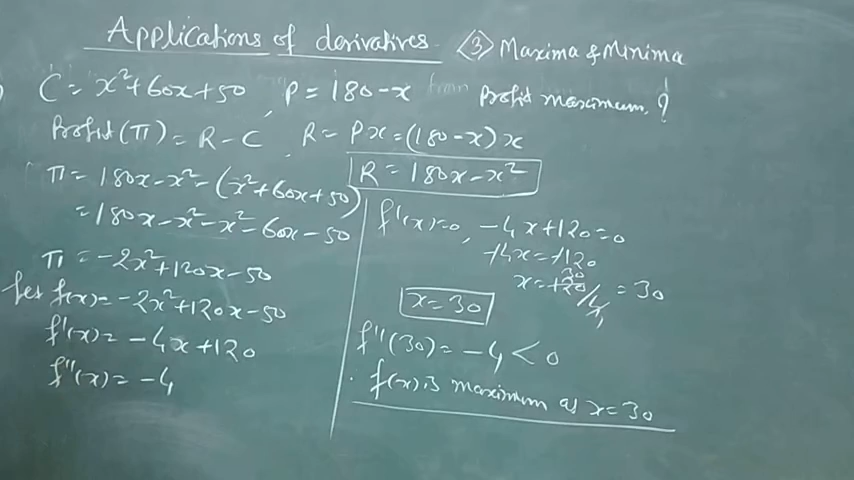 Applications of derivatives ③ Maxima & Minima
C = x²+60x+50, P = 180-x Profit maximum ?
Profit (π) = R - C, R = Px = (180-x)x
R = 180x - x²
π = 180x - x² - (x²+60x+50)
= 180x - x² - x² - 60x - 50
π = -2x²+120x-50
let f(x) = -2x²+120x-50
f'(x) = -4x+120
f''(x) = -4
f'(x)=0, -4x+120=0
-4x = -120
x = 120/4 = 30
x = 30
f''(30) = -4 < 0
f(x) is maximum at x = 30